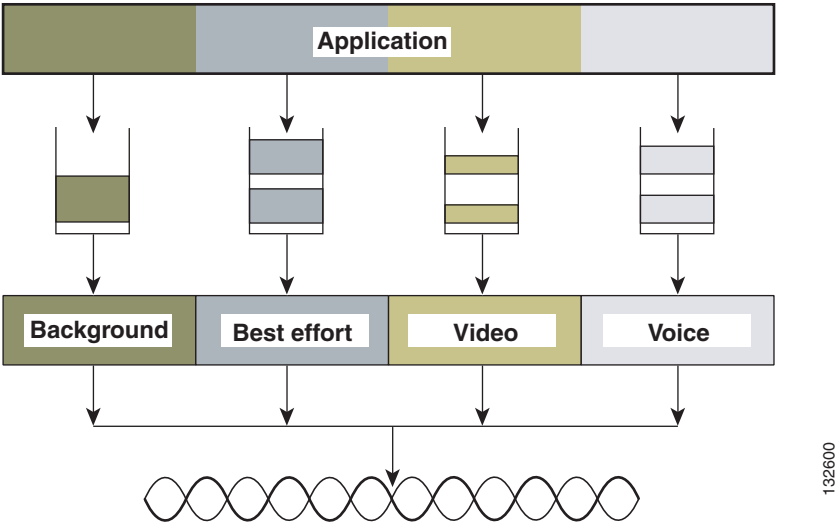 Application
Background
Best effort
Video
Voice
132600